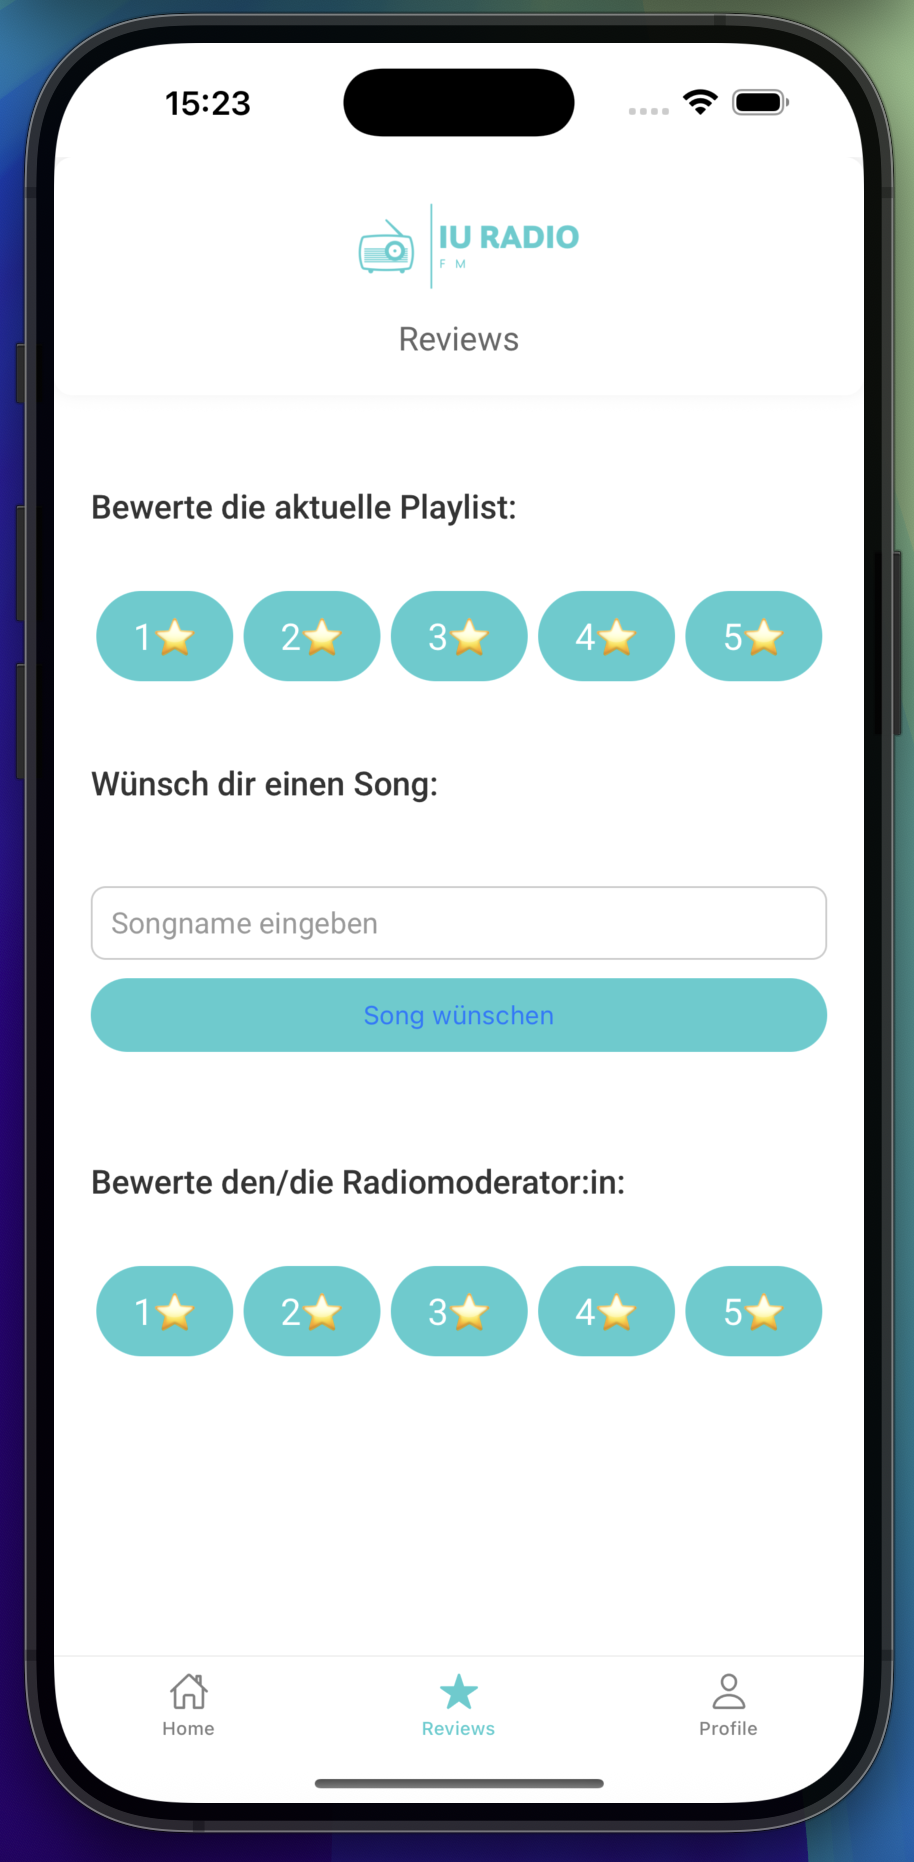 15:23
IU RADIO
FM
Reviews
Bewerte die aktuelle Playlist:
1⭐ 2⭐ 3⭐ 4⭐ 5⭐
Wünsch dir einen Song:
Songname eingeben
Song wünschen
Bewerte den/die Radiomoderator:in:
1⭐ 2⭐ 3⭐ 4⭐ 5⭐
Home Reviews Profile